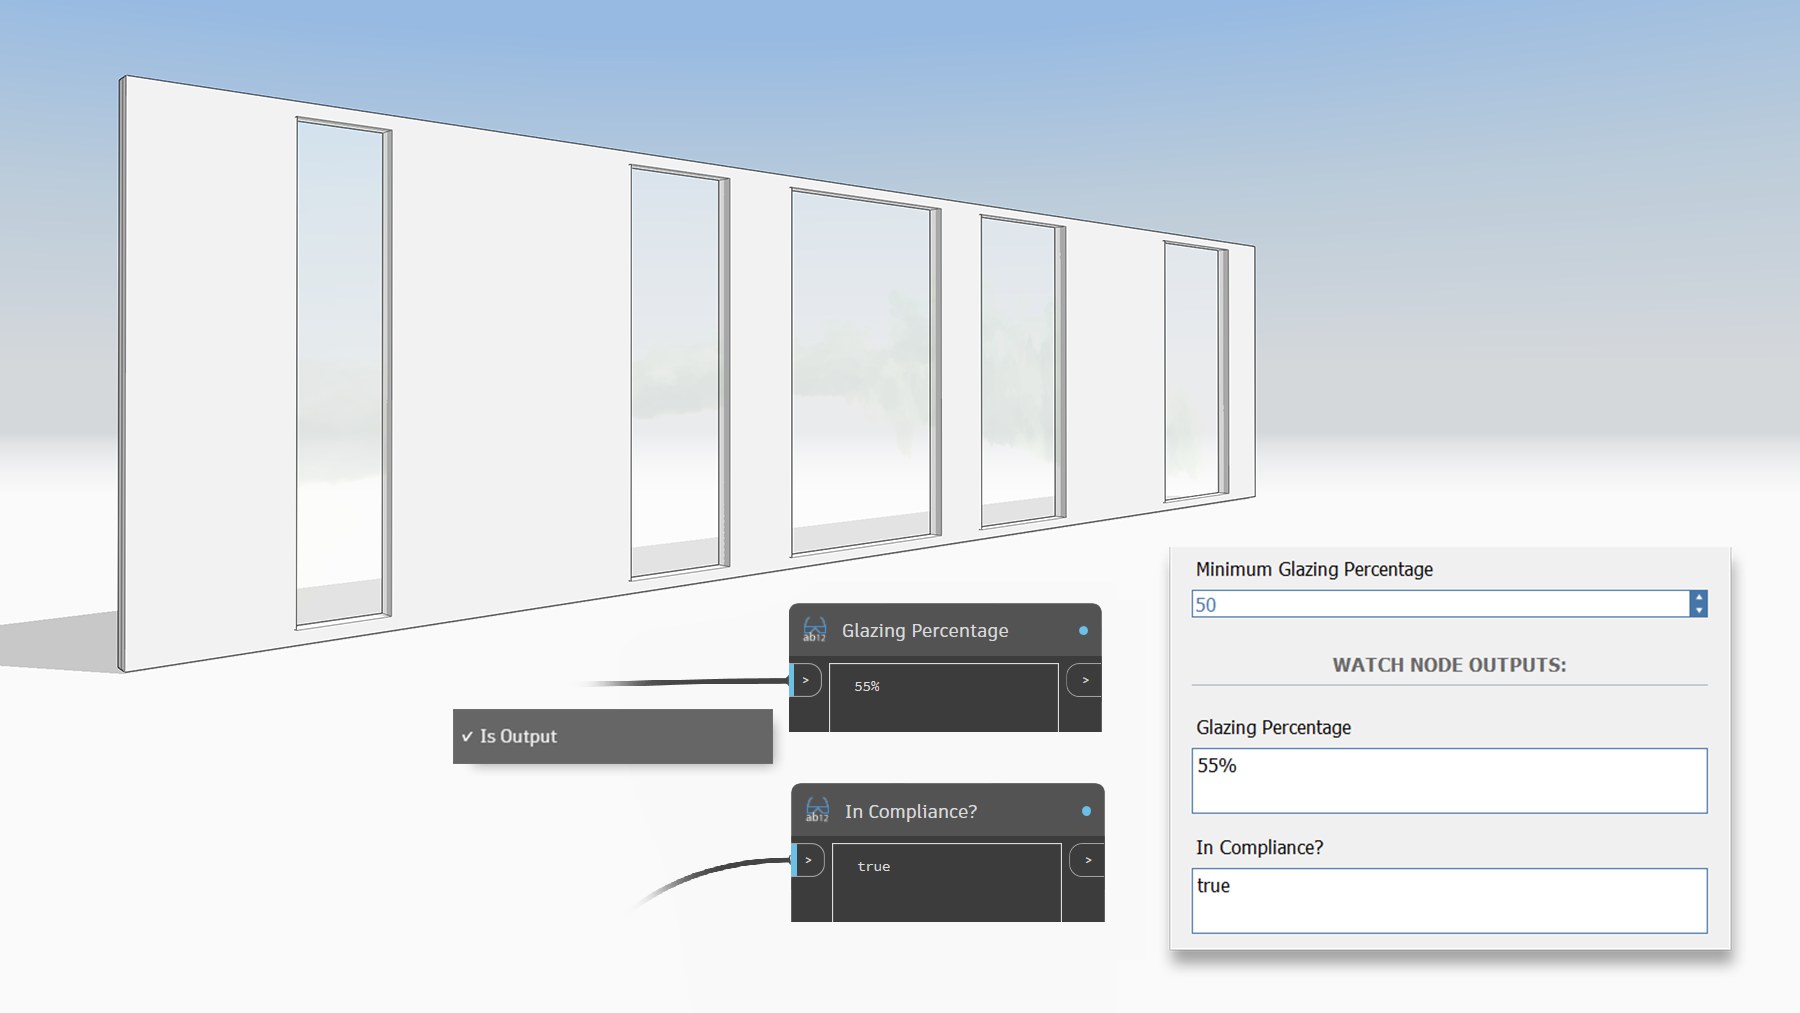 Minimum Glazing Percentage
50
WATCH NODE OUTPUTS:
Glazing Percentage
55%
In Compliance?
true
ab12
Glazing Percentage
>
55%
>
✓ Is Output
ab12
In Compliance?
>
true
>